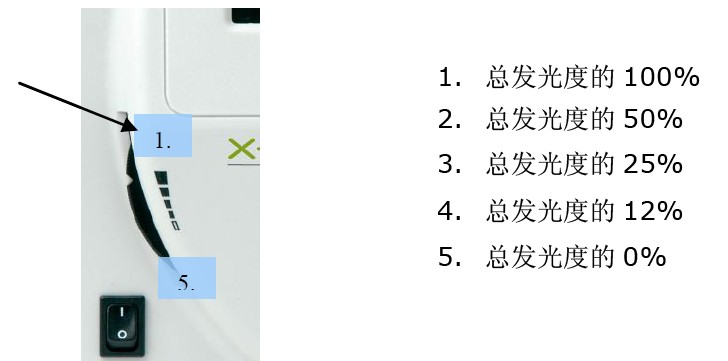 1.
X-
5.
I
O
1. 总发光度的 100%
2. 总发光度的 50%
3. 总发光度的 25%
4. 总发光度的 12%
5. 总发光度的 0%